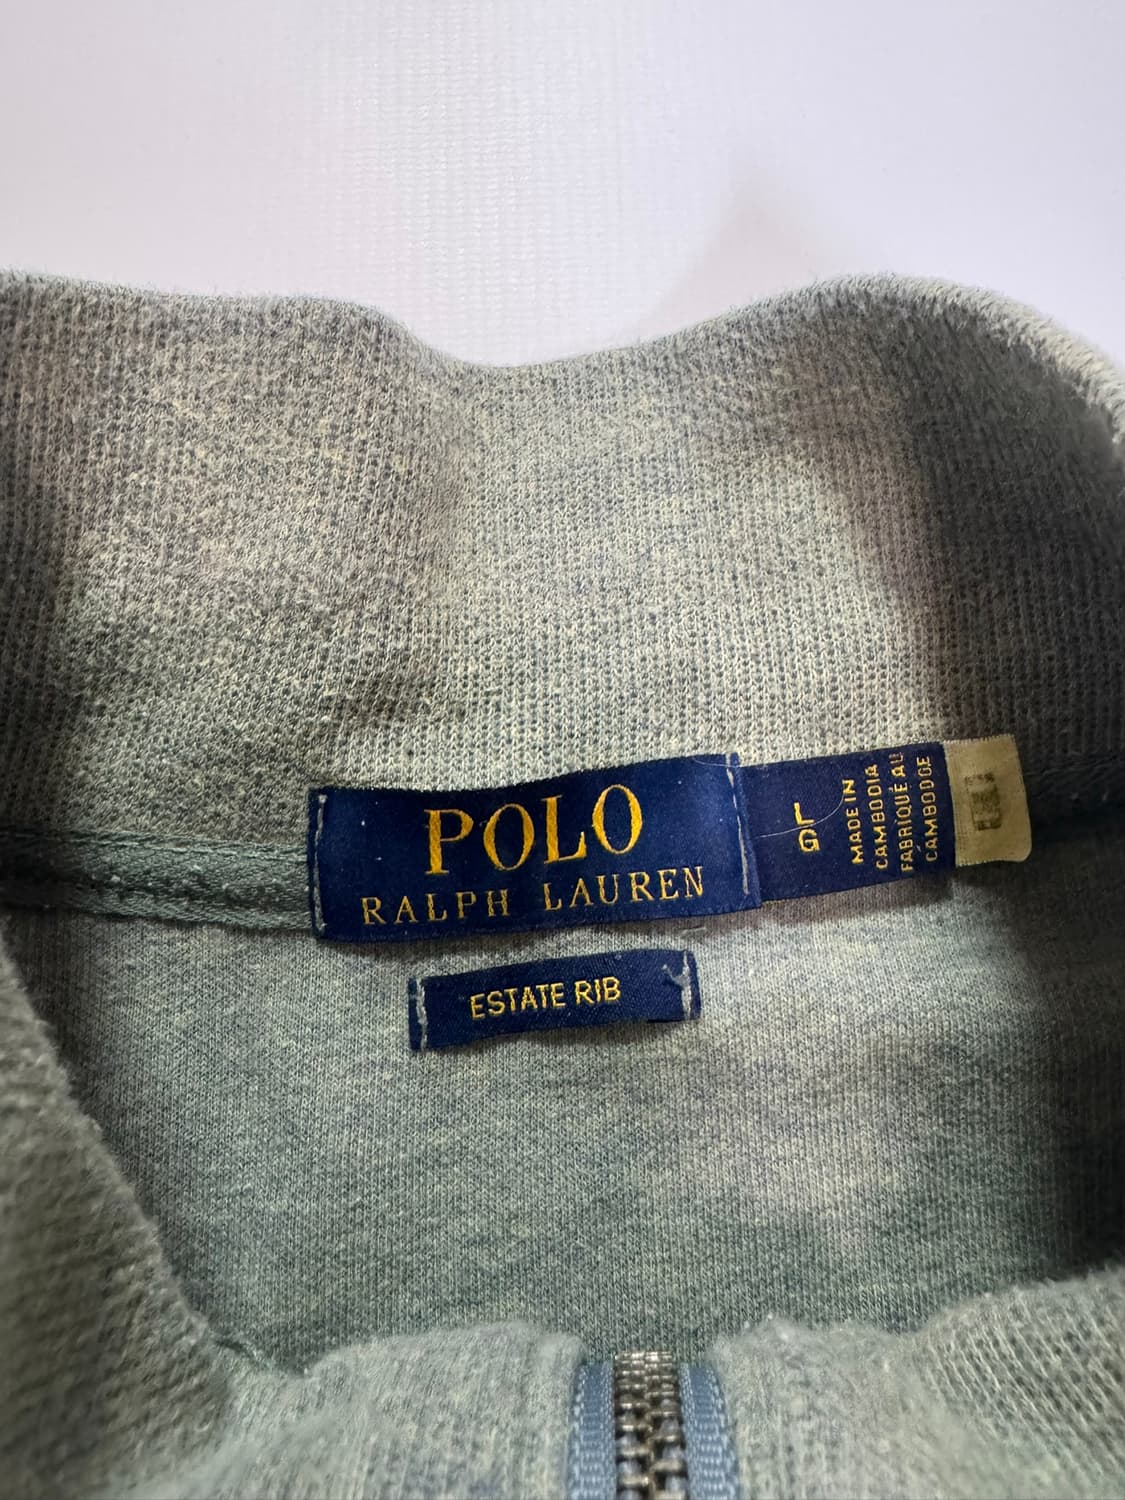 POLO
RALPH LAUREN
L
G
MADE IN
CAMBODIA
FABRIQUÉ AU
CAMBODGE
ESTATE RIB